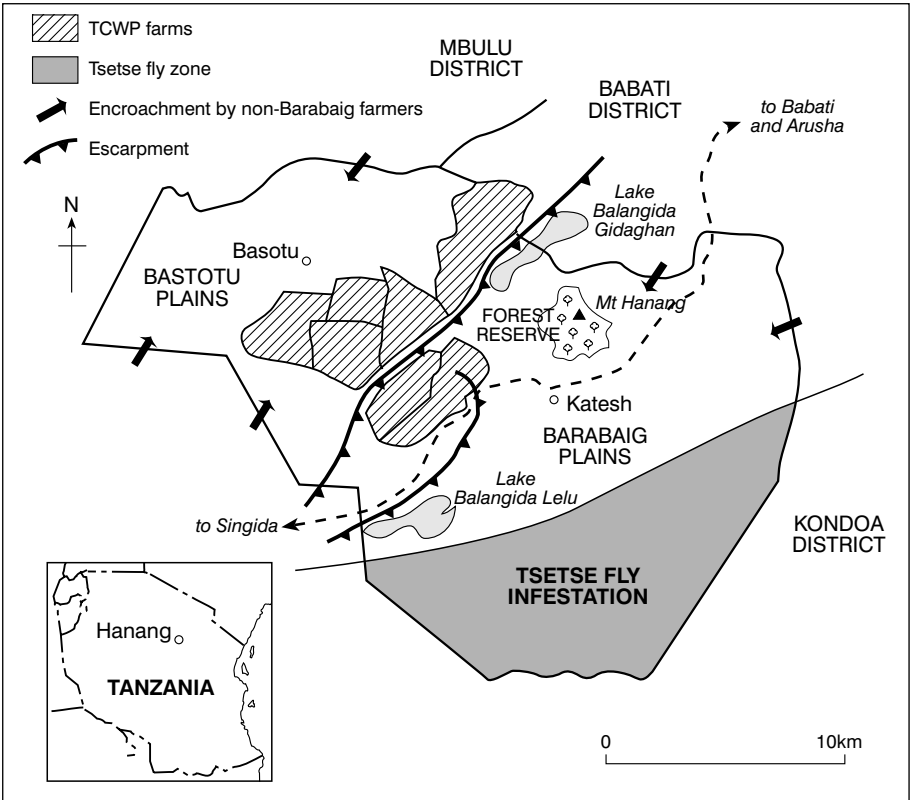 TCWP farms
Tsetse fly zone
Encroachment by non-Barabaig farmers
Escarpment
MBULU
DISTRICT
BABATI
DISTRICT
to Babati
and Arusha
N
Lake
Balangida
Gidaghan
Basotu
BASTOTU
PLAINS
Mt Hanang
FOREST
RESERVE
Katesh
BARABAIG
PLAINS
Lake
Balangida Lelu
to Singida
KONDOA
DISTRICT
TSETSE FLY
INFESTATION
Hanang
TANZANIA
0
10km